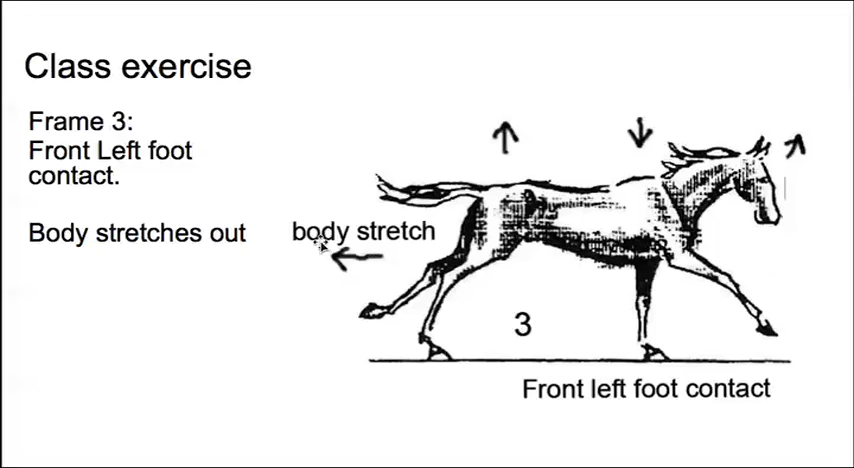 Class exercise
Frame 3:
Front Left foot
contact.
Body stretches out
body stretch
3
Front left foot contact